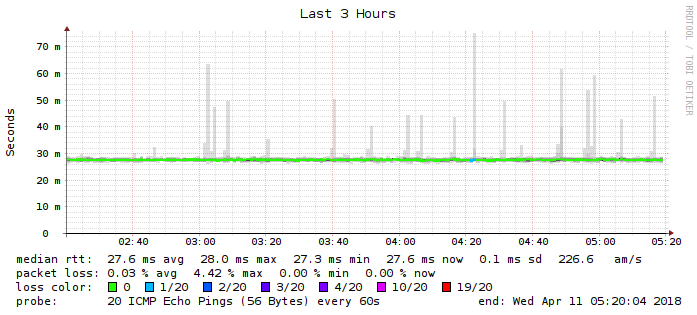 Last 3 Hours
RRDTOOL / TOBI OETIKER
Seconds
70 m
60 m
50 m
40 m
30 m
20 m
10 m
0
02:40 03:00 03:20 03:40 04:00 04:20 04:40 05:00 05:20
median rtt: 27.6 ms avg 28.0 ms max 27.3 ms min 27.6 ms now 0.1 ms sd 226.6 am/s
packet loss: 0.03 % avg 4.42 % max 0.00 % min 0.00 % now
loss color: 0 1/20 2/20 3/20 4/20 10/20 19/20
probe: 20 ICMP Echo Pings (56 Bytes) every 60s end: Wed Apr 11 05:20:04 2018